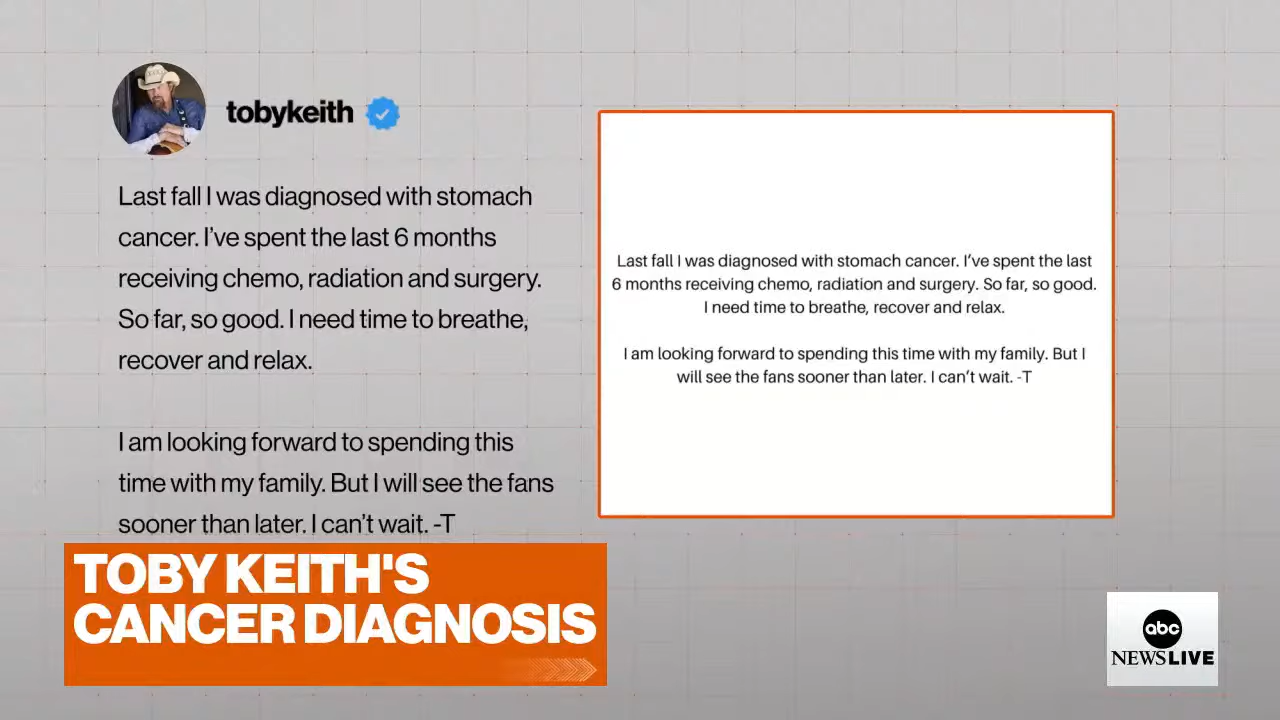 tobykeith
Last fall I was diagnosed with stomach
cancer. I've spent the last 6 months
receiving chemo, radiation and surgery.
So far, so good. I need time to breathe,
recover and relax.
I am looking forward to spending this
time with my family. But I will see the fans
sooner than later. I can't wait. -T
Last fall I was diagnosed with stomach cancer. I've spent the last
6 months receiving chemo, radiation and surgery. So far, so good.
I need time to breathe, recover and relax.
I am looking forward to spending this time with my family. But I
will see the fans sooner than later. I can't wait. -T
TOBY KEITH'S
CANCER DIAGNOSIS
abc
NEWSLIVE